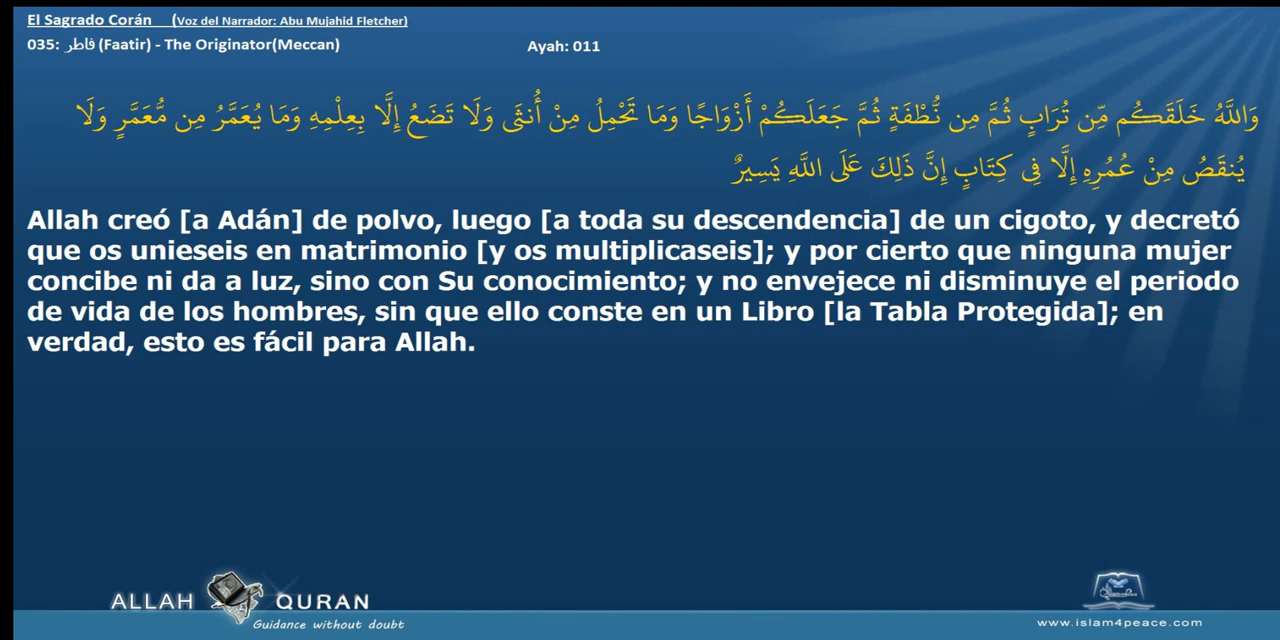 El Sagrado Corán (Voz del Narrador: Abu Mujahid Fletcher)
035: فاطر (Faatir) - The Originator(Meccan) Ayah: 011
وَاللَّهُ خَلَقَكُم مِّن تُرَابٍ ثُمَّ مِن نُّطْفَةٍ ثُمَّ جَعَلَكُمْ أَزْوَاجًا وَمَا تَحْمِلُ مِنْ أُنثَى وَلَا تَضَعُ إِلَّا بِعِلْمِهِ وَمَا يُعَمَّرُ مِن مُّعَمَّرٍ وَلَا
يُنقَصُ مِنْ عُمُرِهِ إِلَّا فِى كِتَابٍ إِنَّ ذَلِكَ عَلَى اللَّهِ يَسِيرٌ
Allah creó [a Adán] de polvo, luego [a toda su descendencia] de un cigoto, y decretó
que os unieseis en matrimonio [y os multiplicaseis]; y por cierto que ninguna mujer
concibe ni da a luz, sino con Su conocimiento; y no envejece ni disminuye el periodo
de vida de los hombres, sin que ello conste en un Libro [la Tabla Protegida]; en
verdad, esto es fácil para Allah.
ALLAH QURAN
Guidance without doubt
www.islam4peace.com